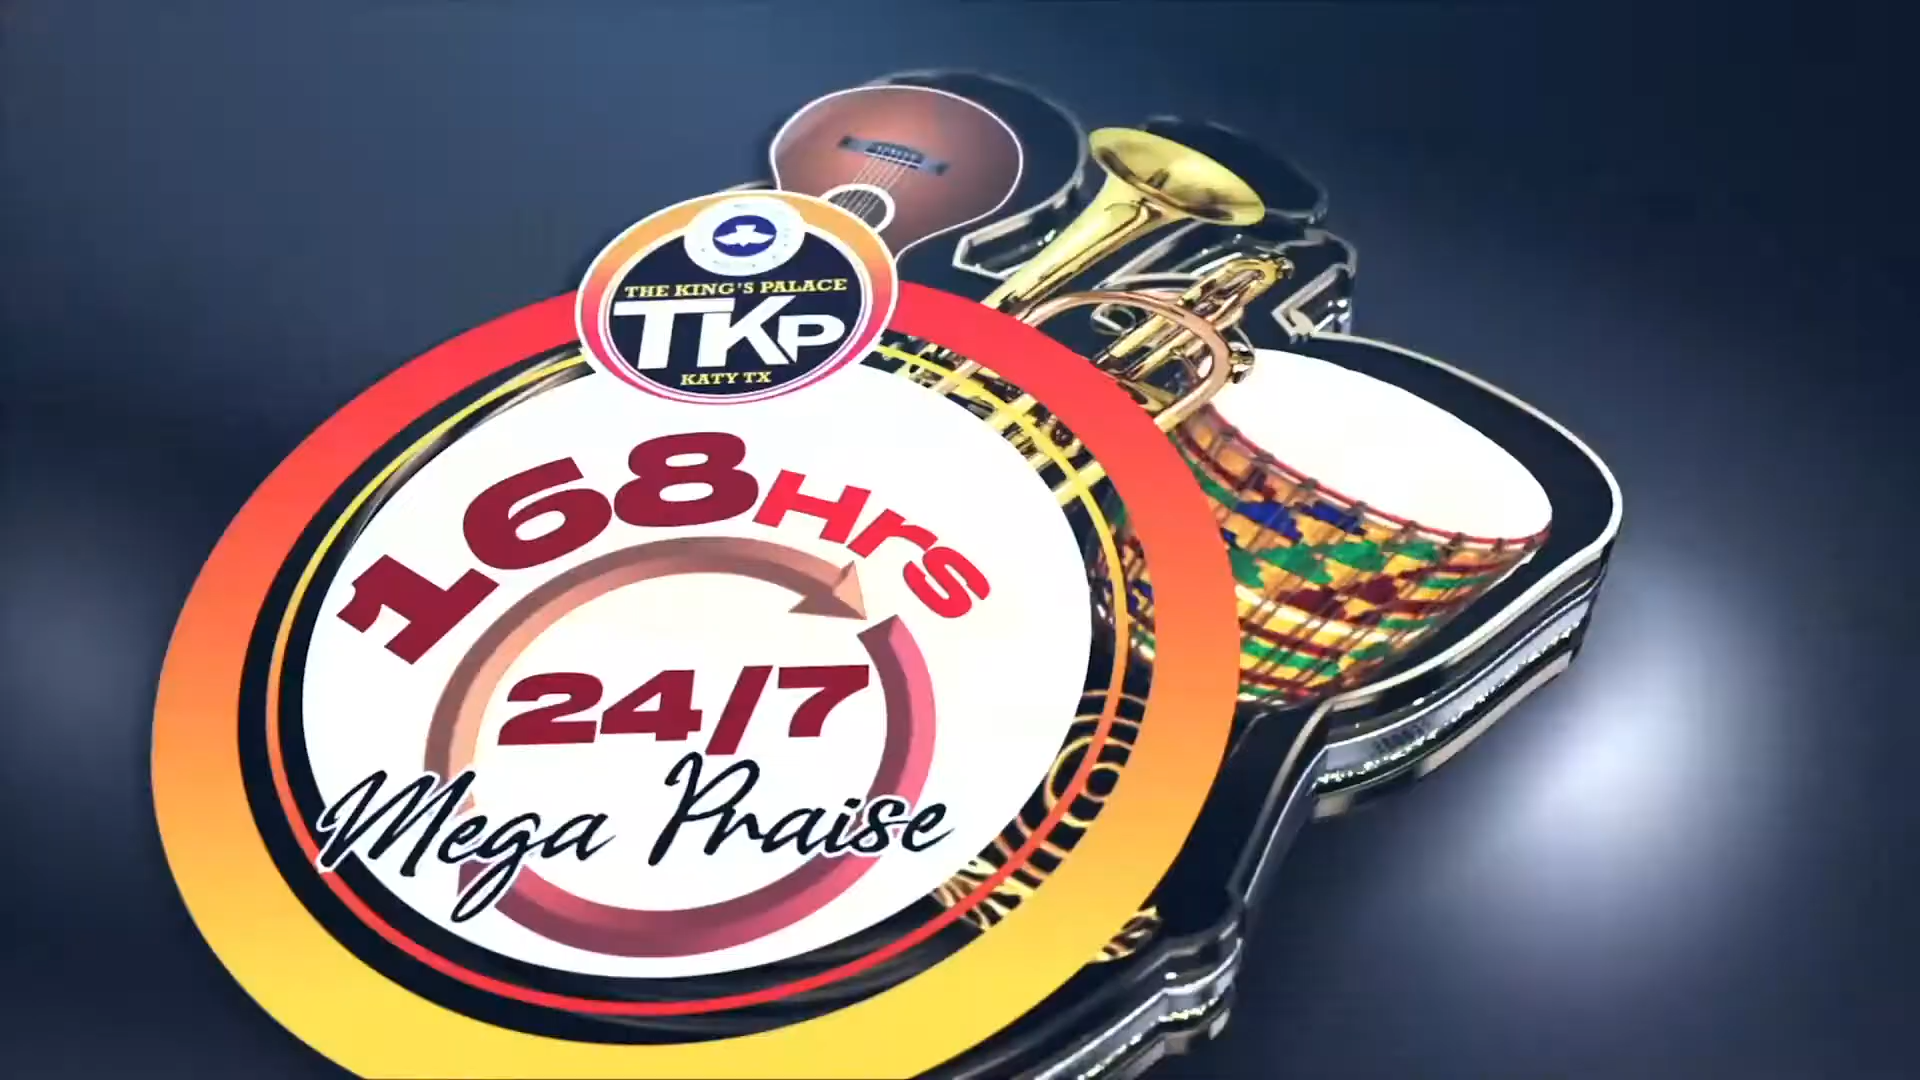 THE KING'S PALACE
TKP
KATY TX
168Hrs
24/7
Mega Praise